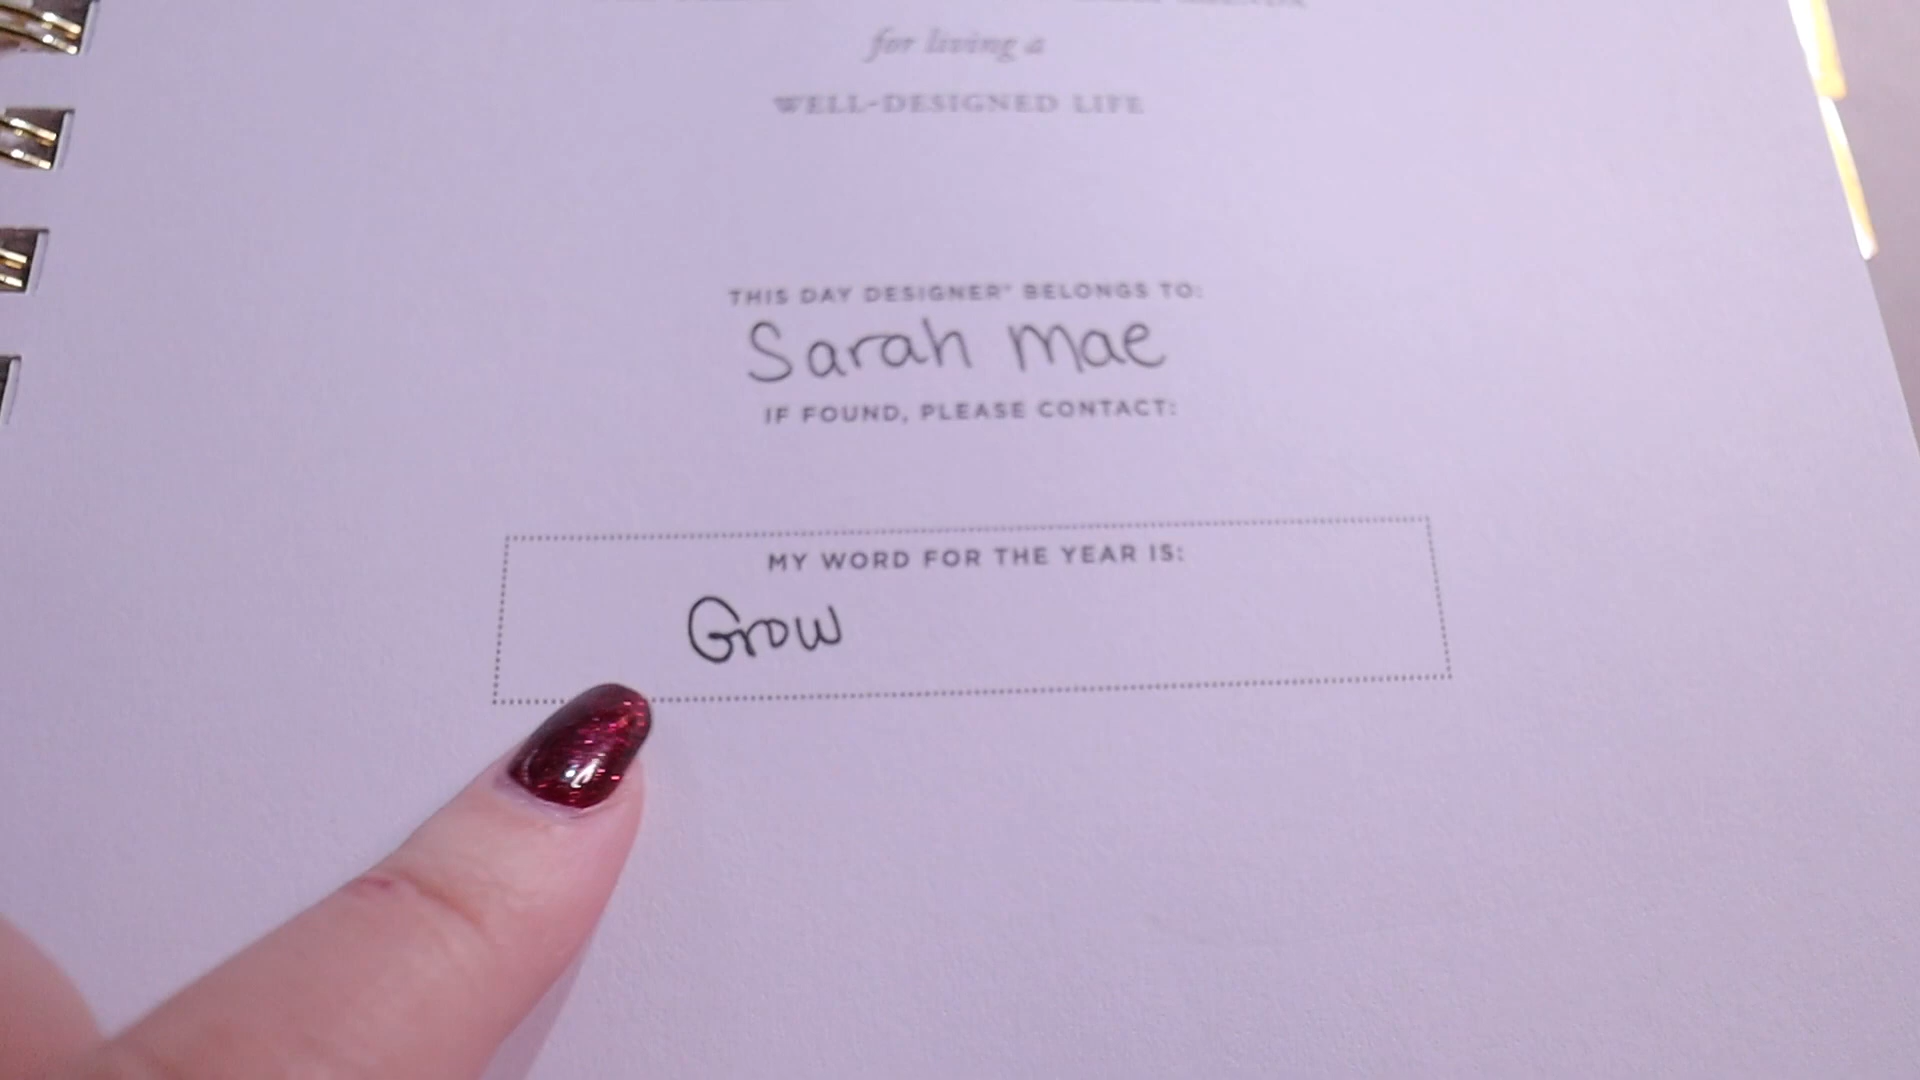 for living a
WELL-DESIGNED LIFE
THIS DAY DESIGNER® BELONGS TO:
Sarah Mae
IF FOUND, PLEASE CONTACT:
MY WORD FOR THE YEAR IS:
Grow